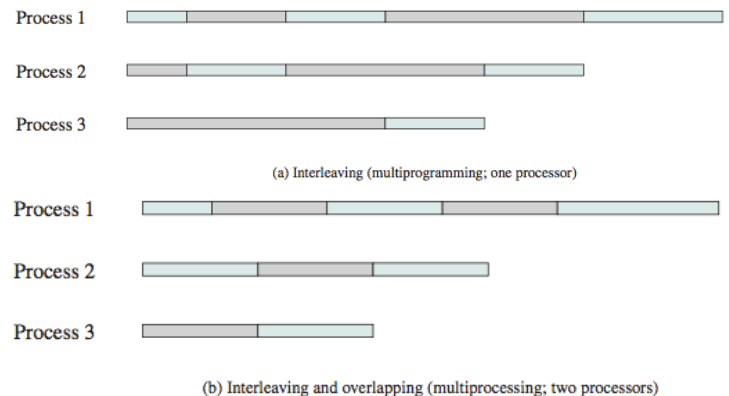 Process 1
Process 2
Process 3
(a) Interleaving (multiprogramming; one processor)
Process 1
Process 2
Process 3
(b) Interleaving and overlapping (multiprocessing; two processors)